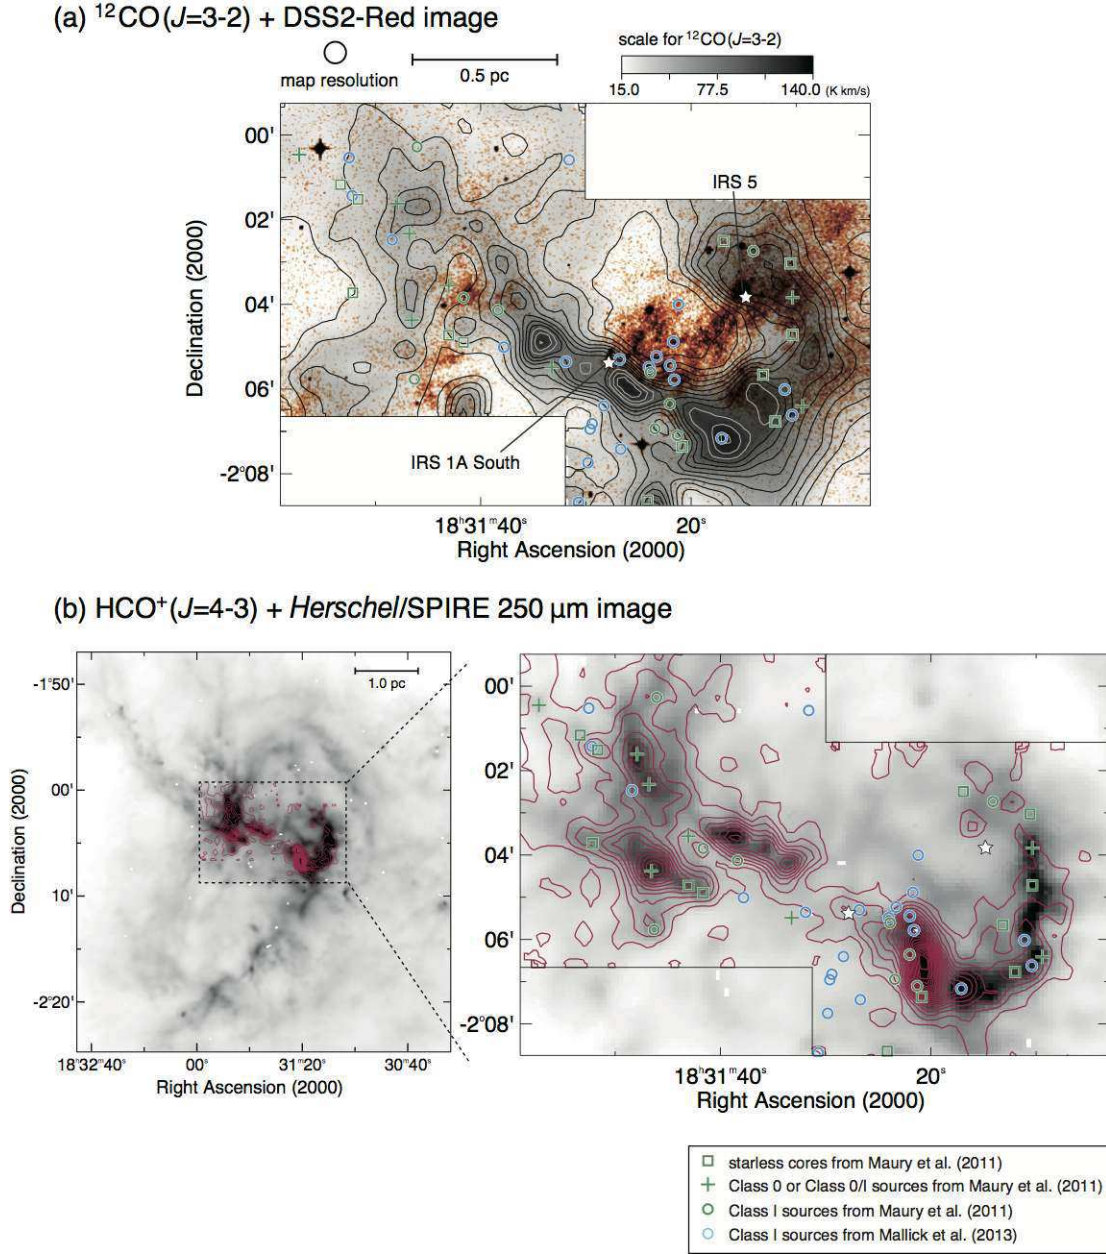 (a) ¹²CO(J=3-2) + DSS2-Red image
map resolution
0.5 pc
scale for ¹²CO(J=3-2)
15.0 77.5 140.0 (K km/s)
00'
02'
04'
06'
-2°08'
Declination (2000)
IRS 5
IRS 1A South
18ʰ31ᵐ40ˢ 20ˢ
Right Ascension (2000)
(b) HCO⁺(J=4-3) + Herschel/SPIRE 250 µm image
1.0 pc
-1°50'
00'
10'
-2°20'
Declination (2000)
18ʰ32ᵐ40ˢ 00ˢ 31ᵐ20ˢ 30ᵐ40ˢ
Right Ascension (2000)
00'
02'
04'
06'
-2°08'
18ʰ31ᵐ40ˢ 20ˢ
Right Ascension (2000)
starless cores from Maury et al. (2011)
Class 0 or Class 0/I sources from Maury et al. (2011)
Class I sources from Maury et al. (2011)
Class I sources from Mallick et al. (2013)